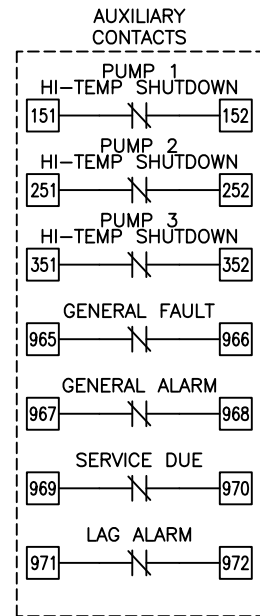 AUXILIARY
CONTACTS
PUMP 1
HI-TEMP SHUTDOWN
151 152
PUMP 2
HI-TEMP SHUTDOWN
251 252
PUMP 3
HI-TEMP SHUTDOWN
351 352
GENERAL FAULT
965 966
GENERAL ALARM
967 968
SERVICE DUE
969 970
LAG ALARM
971 972